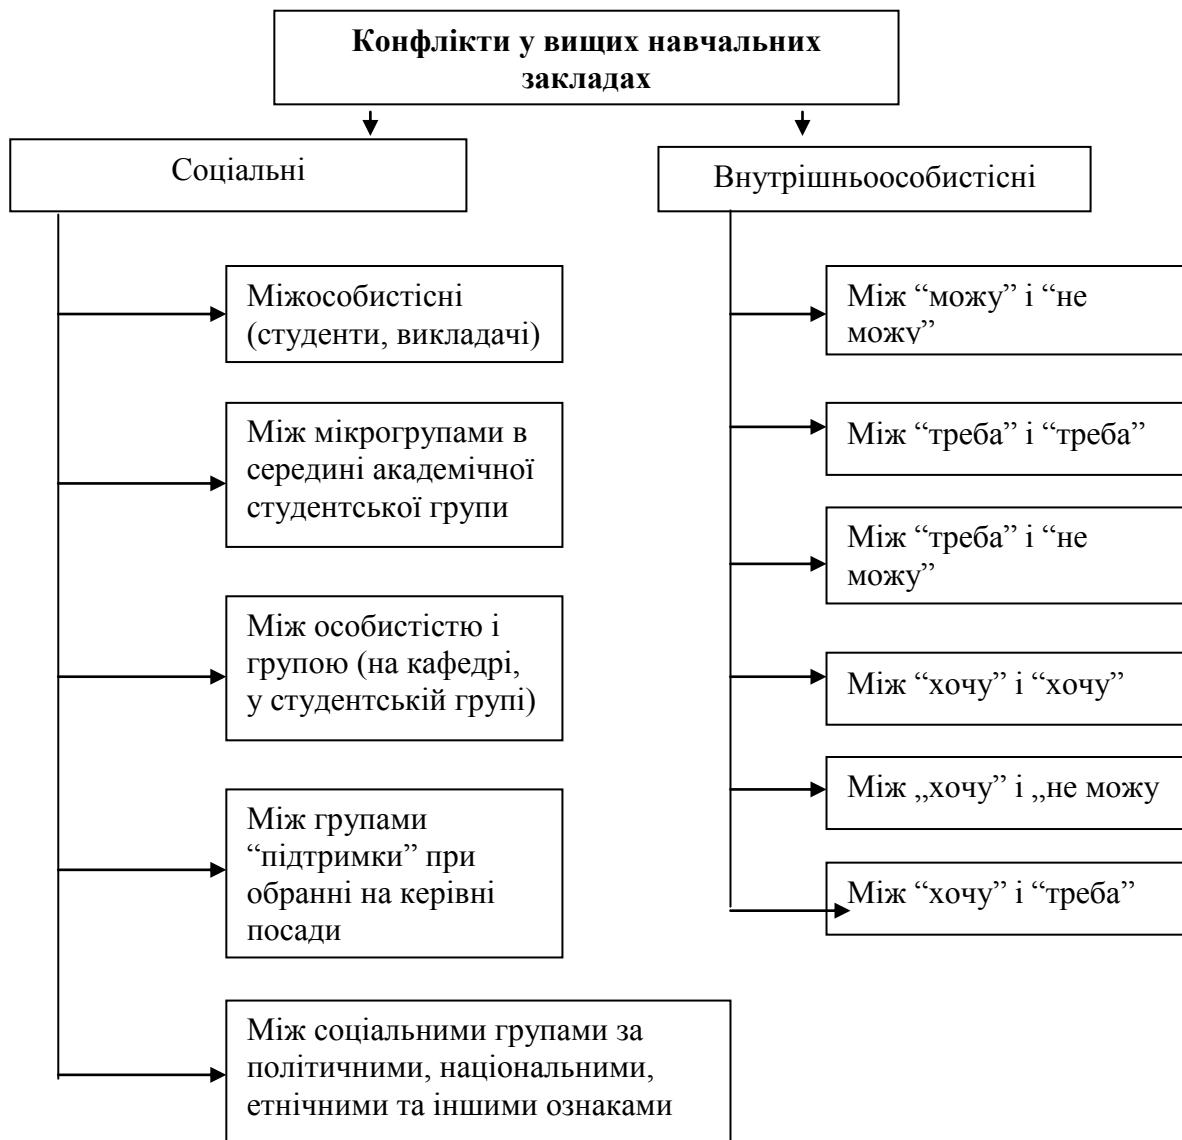 Конфлікти у вищих навчальних
закладах
Соціальні
Міжособистісні
(студенти, викладачі)
Між мікрогрупами в
середині академічної
студентської групи
Між особистістю і
групою (на кафедрі,
у студентській групі)
Між групами
“підтримки” при
обранні на керівні
посади
Між соціальними групами за
політичними, національними,
етнічними та іншими ознаками
Внутрішньоособистісні
Між “можу” і “не
можу”
Між “треба” і “треба”
Між “треба” і “не
можу”
Між “хочу” і “хочу”
Між „хочу” і „не можу
Між “хочу” і “треба”